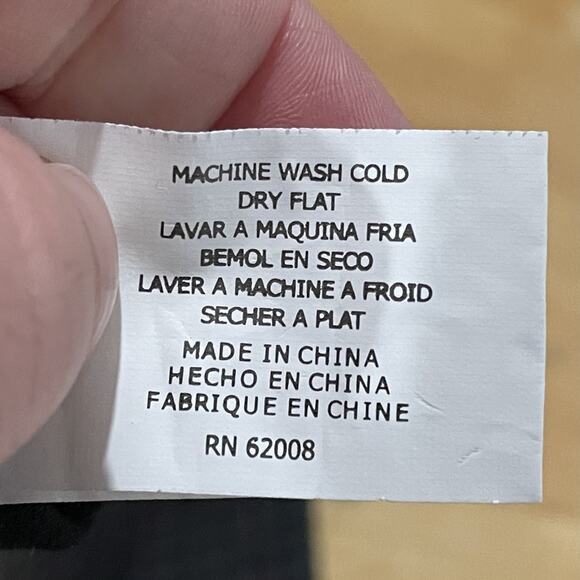 MACHINE WASH COLD
DRY FLAT
LAVAR A MAQUINA FRIA
BEMOL EN SECO
LAVER A MACHINE A FROID
SECHER A PLAT
MADE IN CHINA
HECHO EN CHINA
FABRIQUE EN CHINE
RN 62008